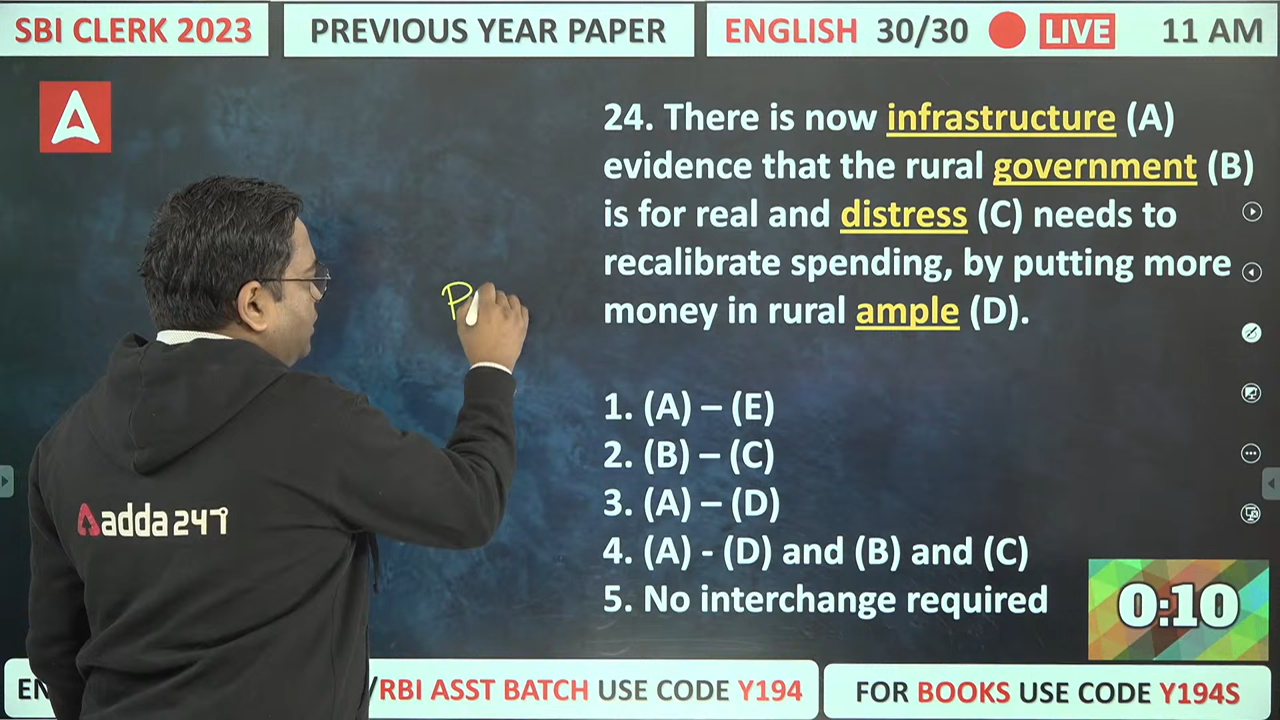 SBI CLERK 2023
PREVIOUS YEAR PAPER
ENGLISH 30/30 LIVE 11 AM
24. There is now infrastructure (A)
evidence that the rural government (B)
is for real and distress (C) needs to
recalibrate spending, by putting more
money in rural ample (D).
P
1. (A) – (E)
2. (B) – (C)
3. (A) – (D)
4. (A) - (D) and (B) and (C)
5. No interchange required
adda247
0:10
/RBI ASST BATCH USE CODE Y194
FOR BOOKS USE CODE Y194S